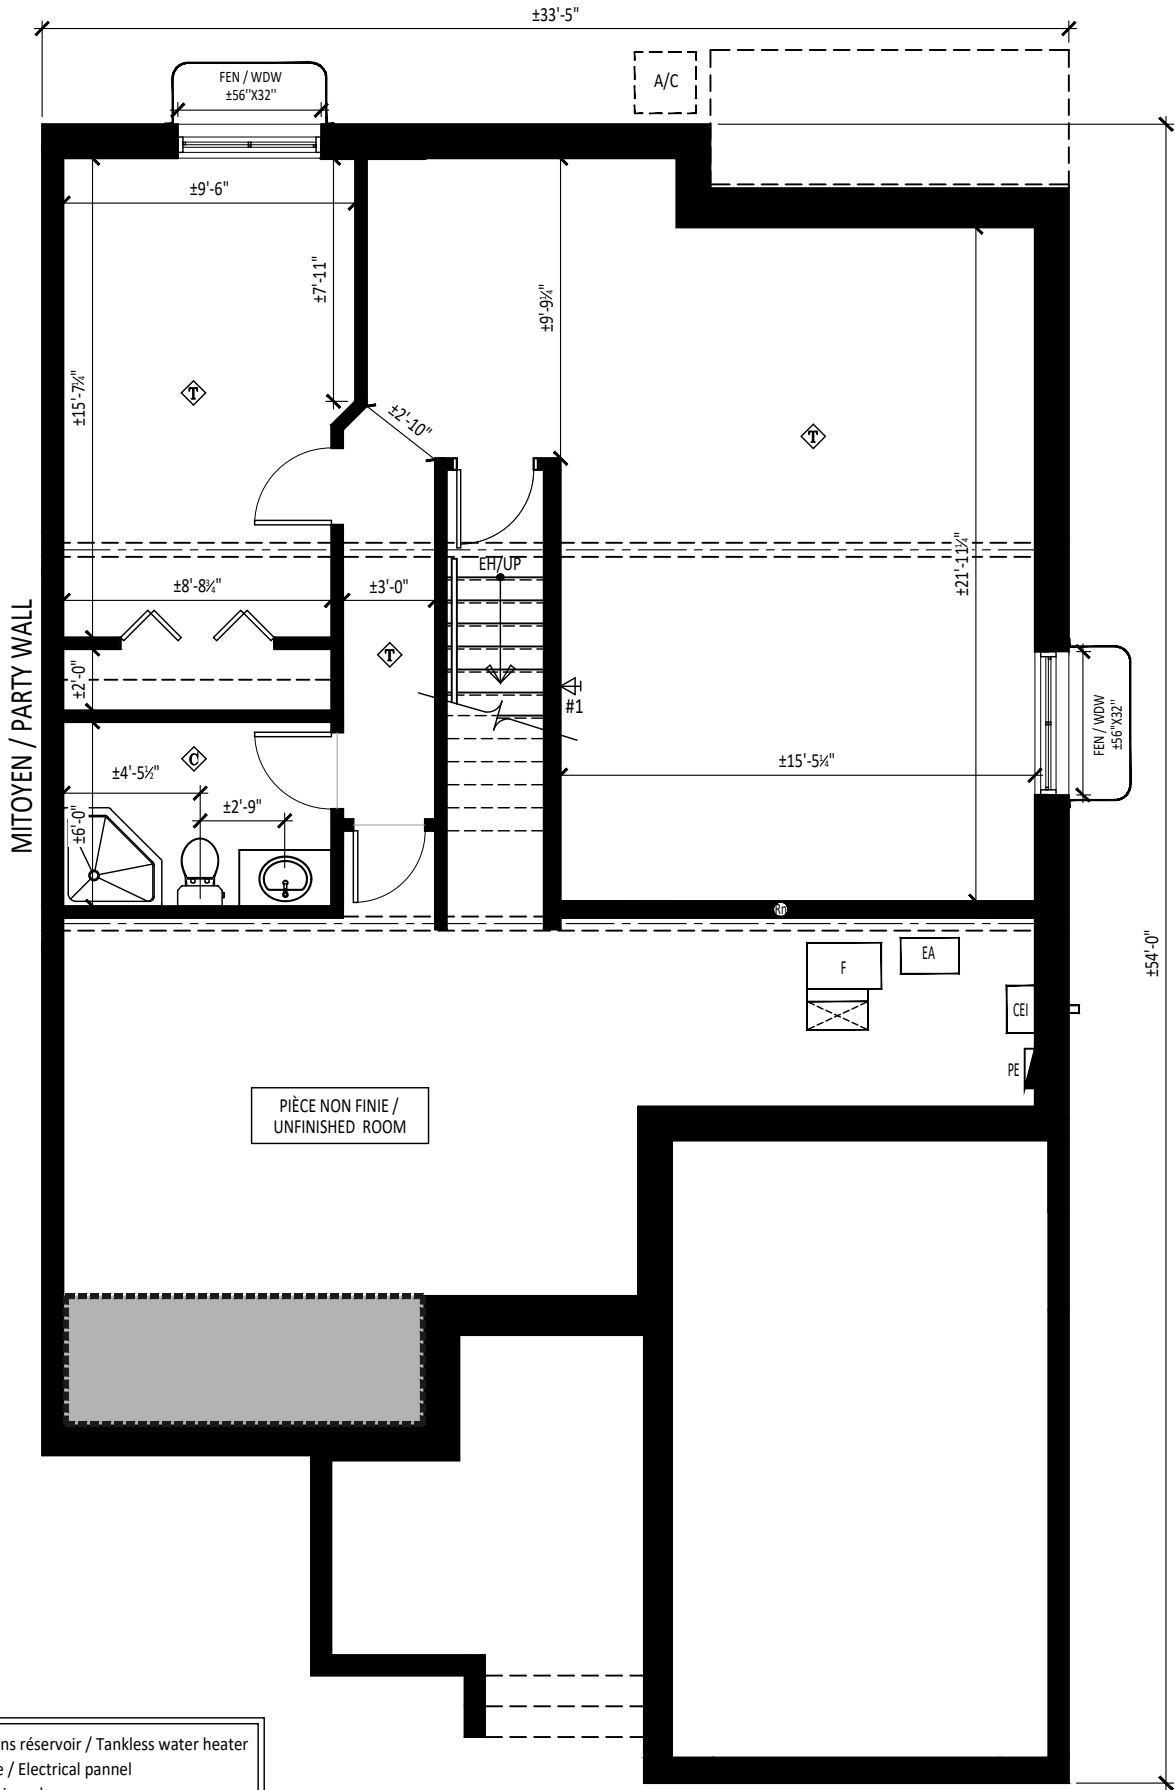 ±33'-5"
FEN / WDW
±56"X32"
A/C
±9'-6"
±7'-11"
±9'-9¼"
±15'-7¼"
T
±2'-10"
T
EH/UP
±21'-11¼"
±8'-8¾"
±3'-0"
MITOYEN / PARTY WALL
T
±2'-0"
#1
FEN / WDW
±56"X32"
C
±4'-5½"
±15'-5¼"
±2'-9"
±6'-0"
Rn
±54'-0"
F
EA
CEI
PE
PIÈCE NON FINIE /
UNFINISHED ROOM
ns réservoir / Tankless water heater
e / Electrical pannel